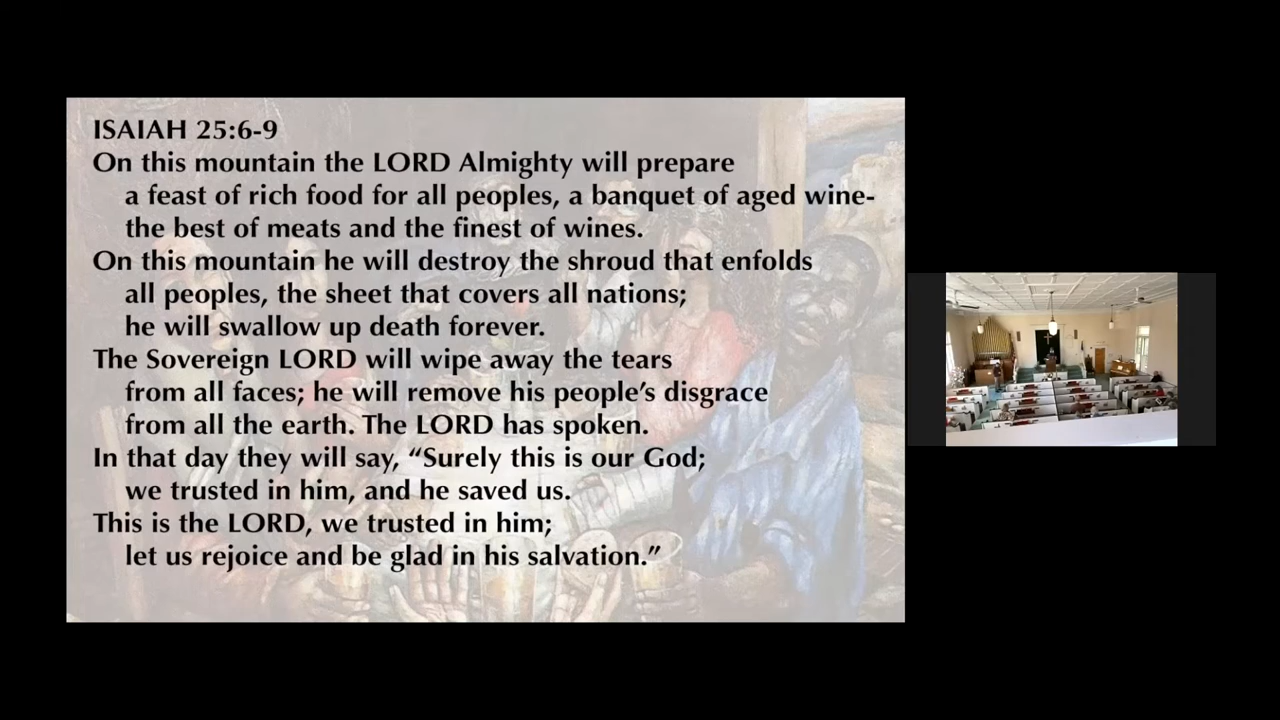 ISAIAH 25:6-9
On this mountain the LORD Almighty will prepare
a feast of rich food for all peoples, a banquet of aged wine-
the best of meats and the finest of wines.
On this mountain he will destroy the shroud that enfolds
all peoples, the sheet that covers all nations;
he will swallow up death forever.
The Sovereign LORD will wipe away the tears
from all faces; he will remove his people’s disgrace
from all the earth. The LORD has spoken.
In that day they will say, “Surely this is our God;
we trusted in him, and he saved us.
This is the LORD, we trusted in him;
let us rejoice and be glad in his salvation.”